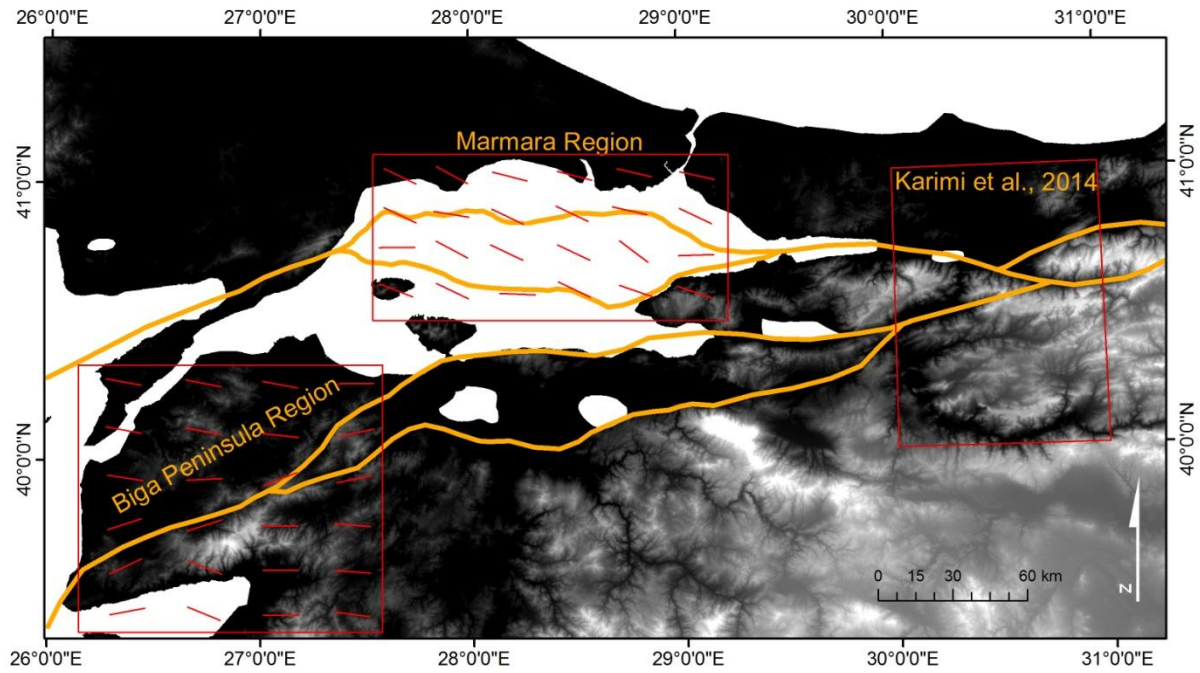 26°0'0"E 27°0'0"E 28°0'0"E 29°0'0"E 30°0'0"E 31°0'0"E
41°0'0"N
40°0'0"N
Marmara Region
Karimi et al., 2014
Biga Peninsula Region
41°0'0"N
40°0'0"N
0 15 30 60 km
N
26°0'0"E 27°0'0"E 28°0'0"E 29°0'0"E 30°0'0"E 31°0'0"E